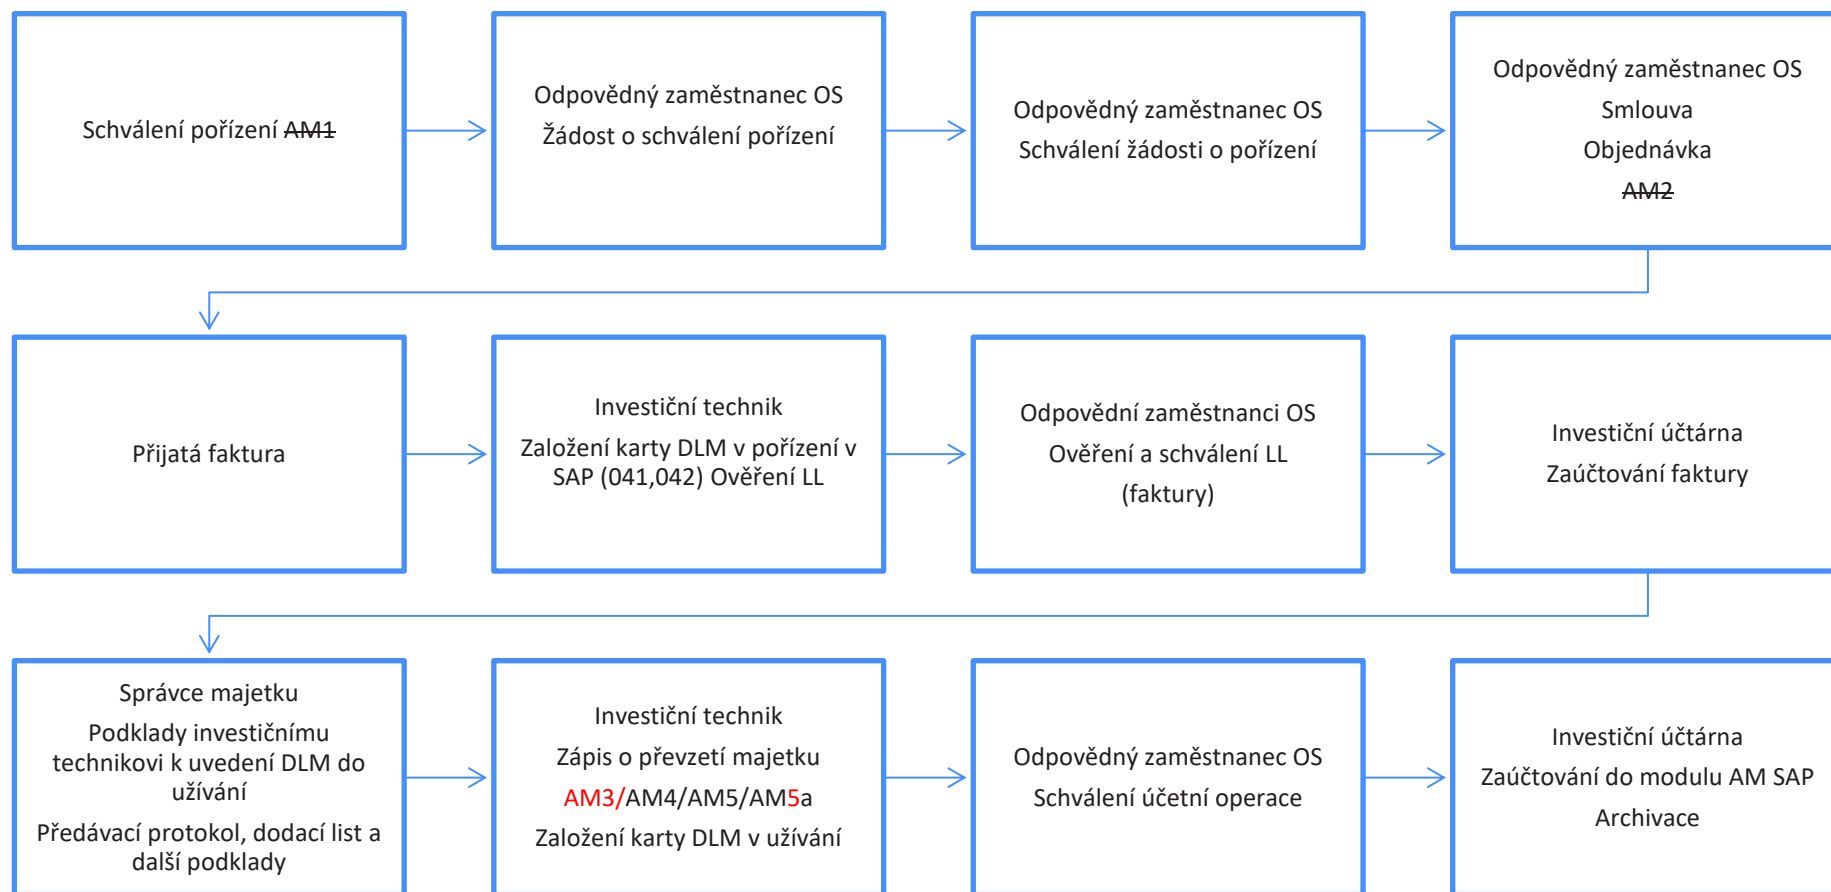 Schválení pořízení AM1
Odpovědný zaměstnanec OS
Žádost o schválení pořízení
Odpovědný zaměstnanec OS
Schválení žádosti o pořízení
Odpovědný zaměstnanec OS
Smlouva
Objednávka
AM2
Přijatá faktura
Investiční technik
Založení karty DLM v pořízení v
SAP (041,042) Ověření LL
Odpovědní zaměstnanci OS
Ověření a schválení LL
(faktury)
Investiční účtárna
Zaúčtování faktury
Správce majetku
Podklady investičnímu
technikovi k uvedení DLM do
užívání
Předávací protokol, dodací list a
další podklady
Investiční technik
Zápis o převzetí majetku
AM3/AM4/AM5/AM5a
Založení karty DLM v užívání
Odpovědný zaměstnanec OS
Schválení účetní operace
Investiční účtárna
Zaúčtování do modulu AM SAP
Archivace